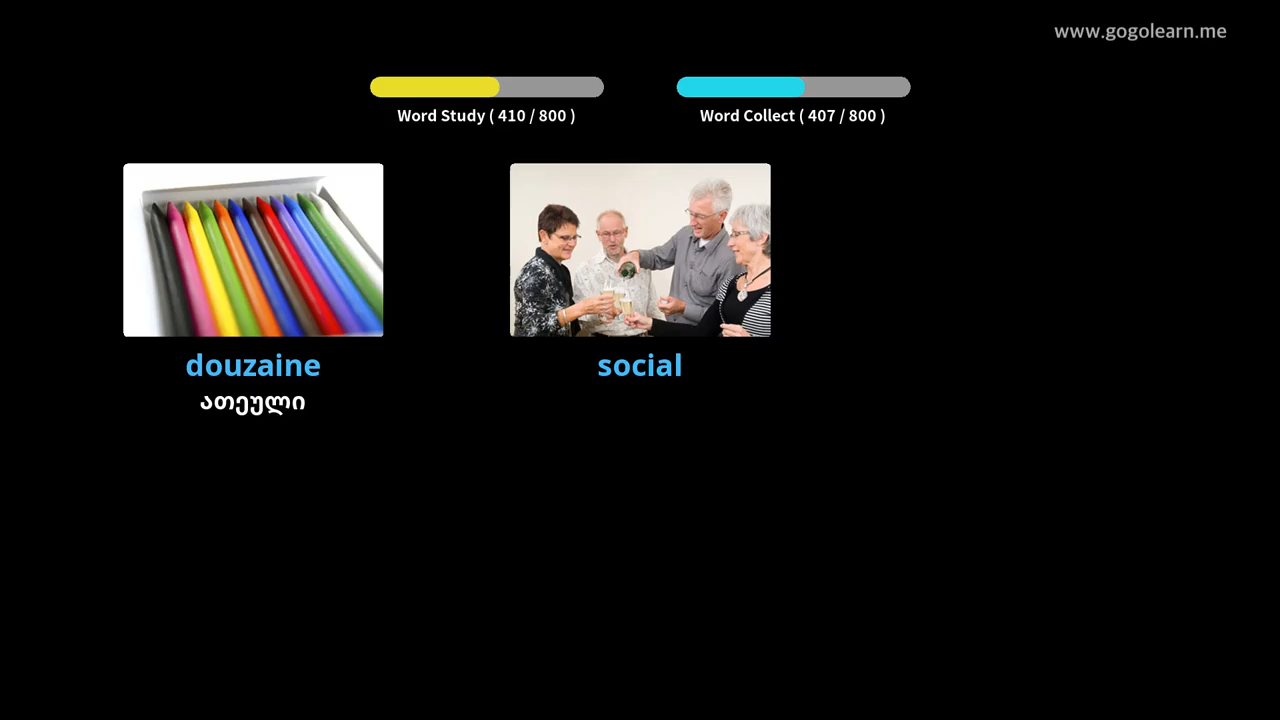 www.gogolearn.me
Word Study ( 410 / 800 )
Word Collect ( 407 / 800 )
douzaine
ათეული
social